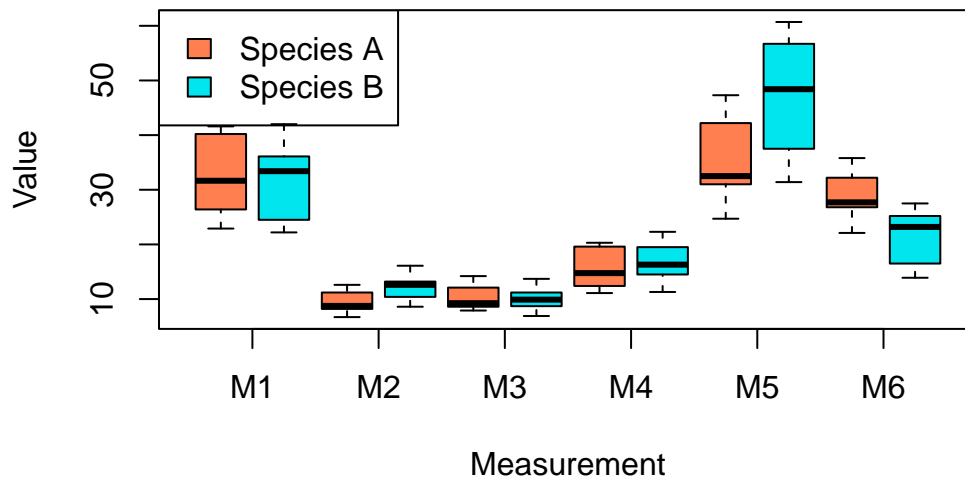 Species A
Species B
Value
50
30
10
M1 M2 M3 M4 M5 M6
Measurement